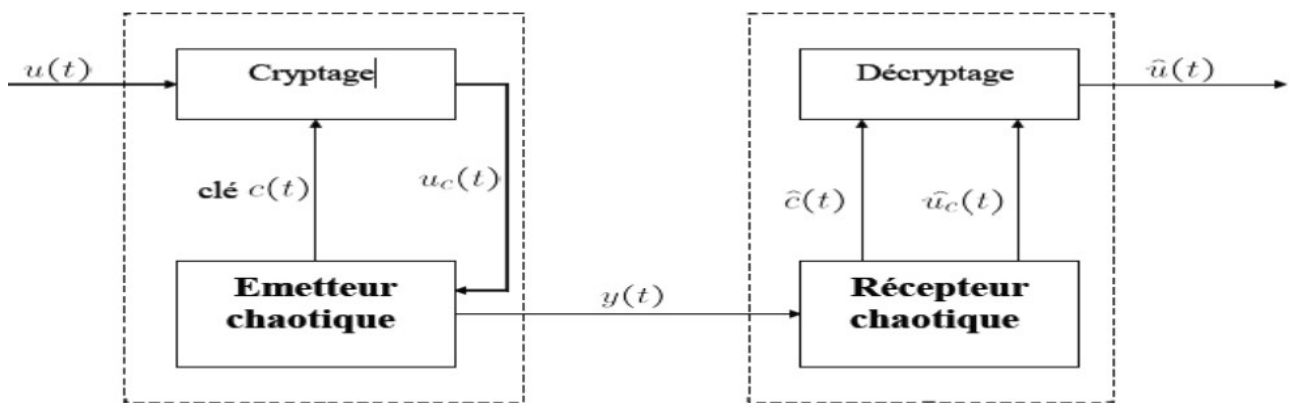 u(t)
Cryptage
clé c(t)
u_c(t)
Emetteur
chaotique
y(t)
Décryptage
û(t)
ĉ(t)
û_c(t)
Récepteur
chaotique